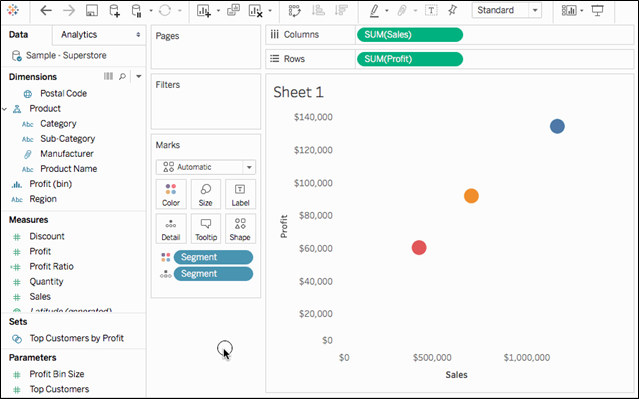 Standard
Data
Analytics
Sample - Superstore
Dimensions
Postal Code
Product
Abc Category
Abc Sub-Category
Manufacturer
Abc Product Name
Profit (bin)
Abc Region
Measures
# Discount
# Profit
# Profit Ratio
# Quantity
# Sales
Latitude (generated)
Sets
Top Customers by Profit
Parameters
# Profit Bin Size
# Top Customers
Pages
Filters
Marks
Automatic
Color Size Label
Detail Tooltip Shape
Segment
Segment
Columns SUM(Sales)
Rows SUM(Profit)
Sheet 1
$140,000
$120,000
$100,000
$80,000
$60,000
$40,000
$20,000
$0
Profit
$0 $500,000 $1,000,000
Sales